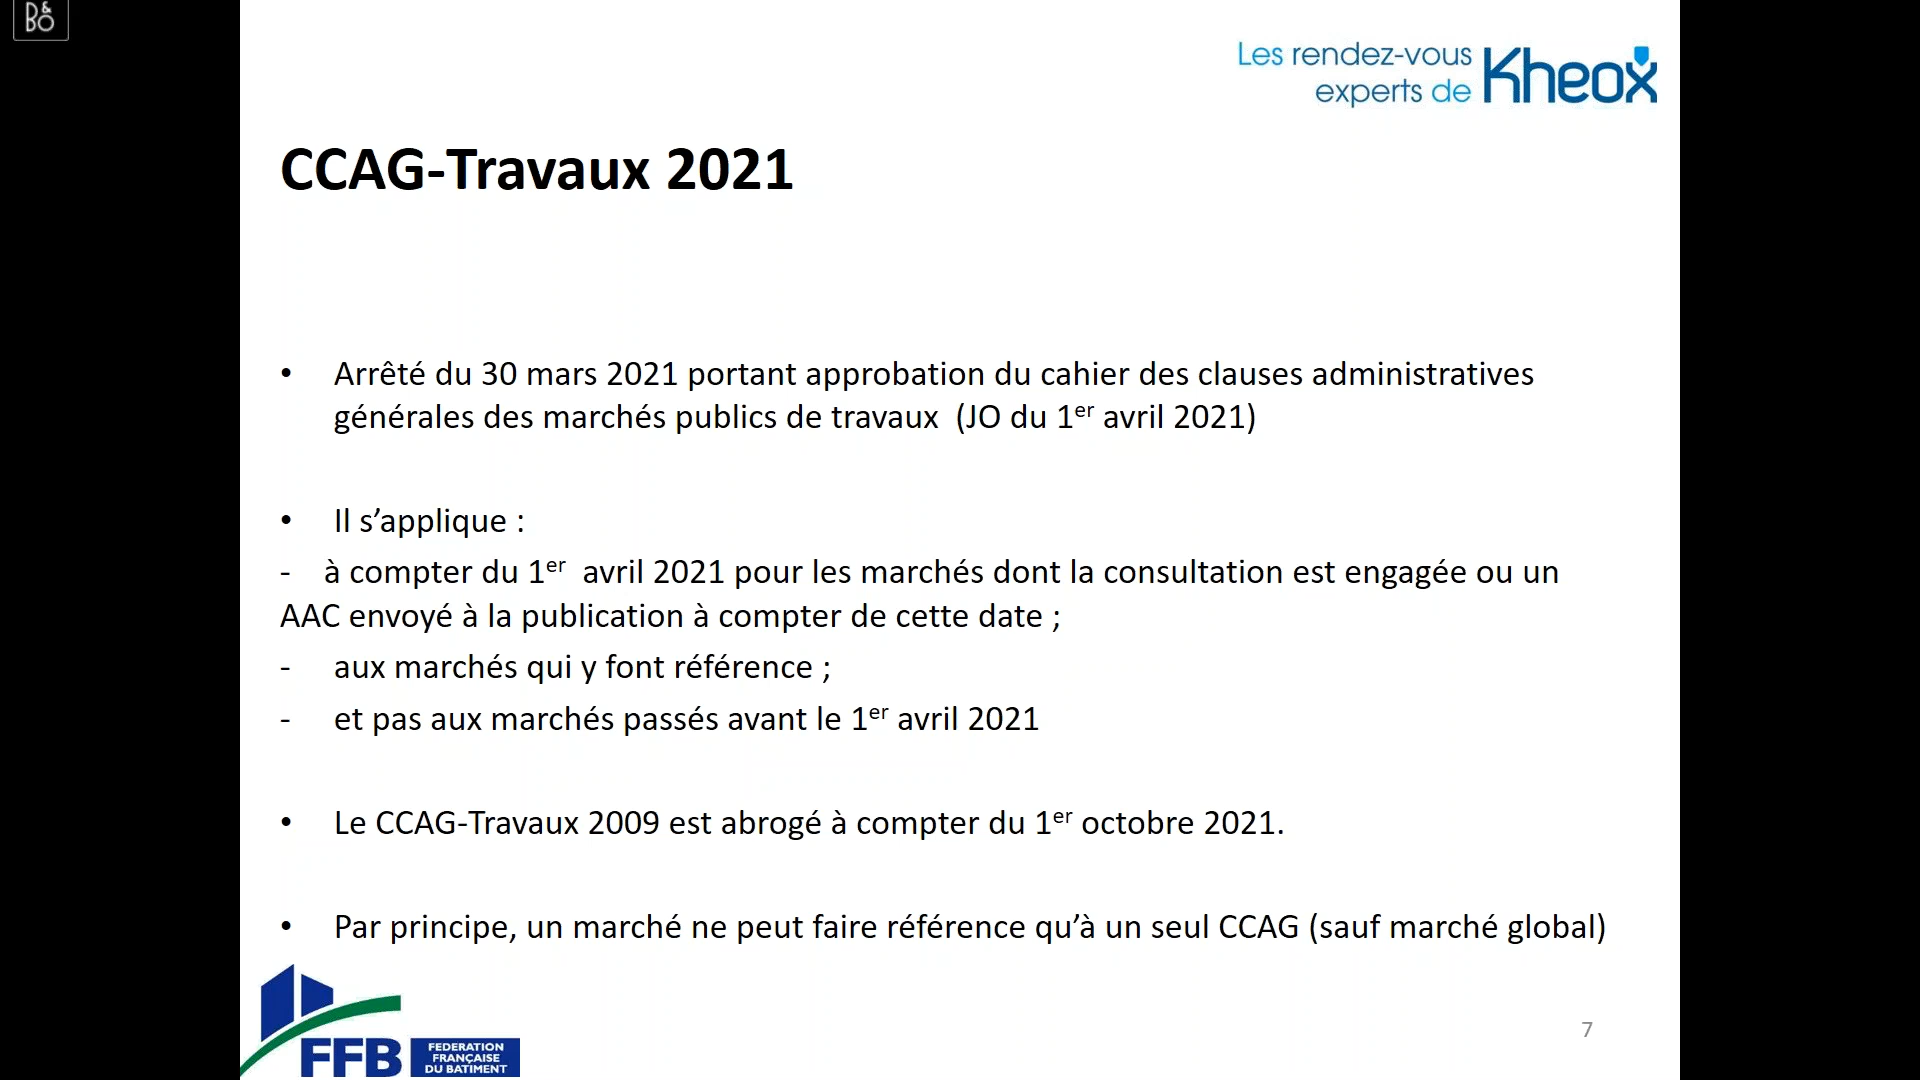 B&O
Les rendez-vous
experts de Kheox
CCAG-Travaux 2021
• Arrêté du 30 mars 2021 portant approbation du cahier des clauses administratives
générales des marchés publics de travaux  (JO du 1er avril 2021)
• Il s’applique :
- à compter du 1er  avril 2021 pour les marchés dont la consultation est engagée ou un
AAC envoyé à la publication à compter de cette date ;
- aux marchés qui y font référence ;
- et pas aux marchés passés avant le 1er avril 2021
• Le CCAG-Travaux 2009 est abrogé à compter du 1er octobre 2021.
• Par principe, un marché ne peut faire référence qu’à un seul CCAG (sauf marché global)
FFB
FEDERATION
FRANÇAISE
DU BATIMENT
7